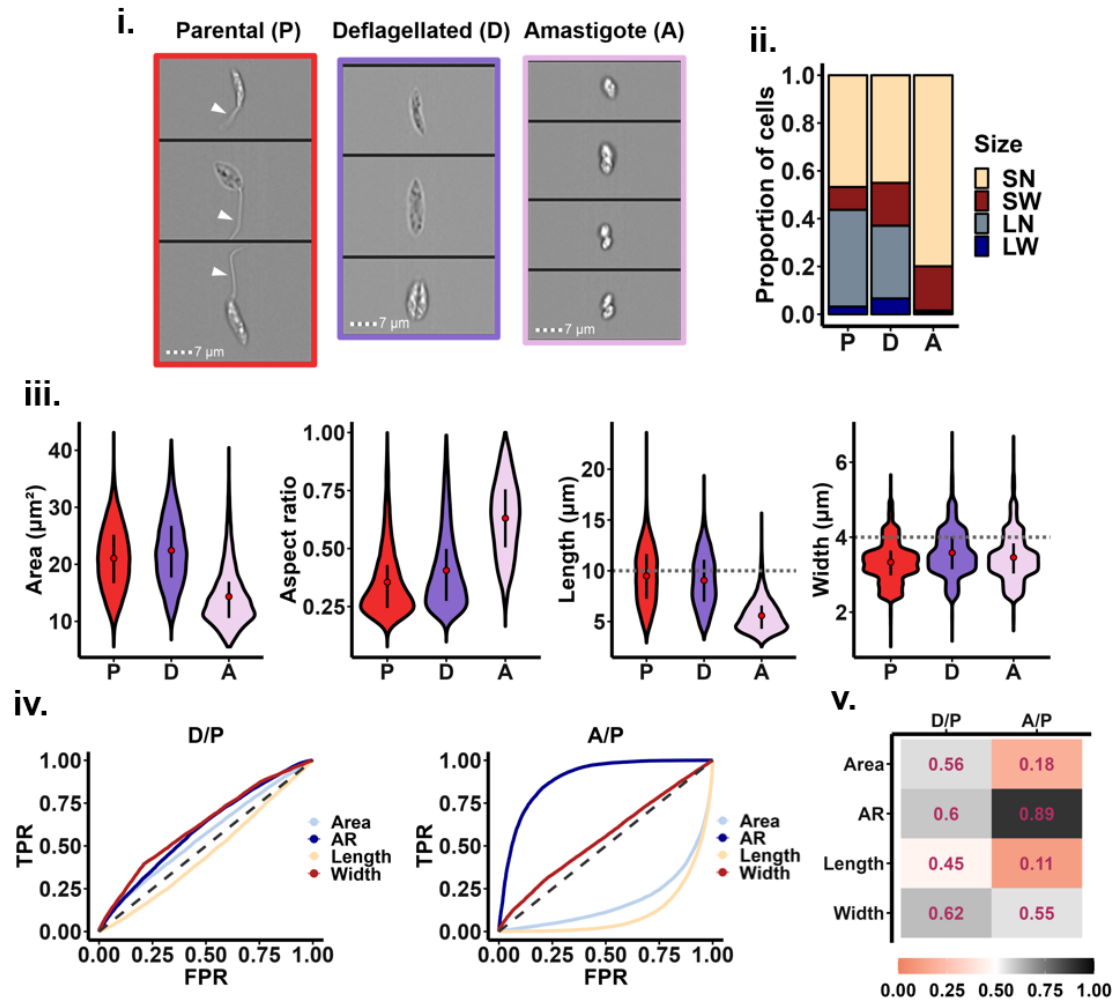 i.
Parental (P)
Deflagellated (D)
Amastigote (A)
7 µm
7 µm
7 µm
ii.
Proportion of cells
1.0
0.8
0.6
0.4
0.2
0.0
P D A
Size
SN
SW
LN
LW
iii.
Area (µm²)
40
30
20
10
P D A
Aspect ratio
1.00
0.75
0.50
0.25
P D A
Length (µm)
20
15
10
5
P D A
Width (µm)
6
4
2
P D A
iv.
D/P
TPR
1.00
0.75
0.50
0.25
0.00
0.00 0.25 0.50 0.75 1.00
FPR
Area
AR
Length
Width
A/P
TPR
1.00
0.75
0.50
0.25
0.00
0.00 0.25 0.50 0.75 1.00
FPR
Area
AR
Length
Width
v.
D/P A/P
Area 0.56 0.18
AR 0.6 0.89
Length 0.45 0.11
Width 0.62 0.55
0.00 0.25 0.50 0.75 1.00